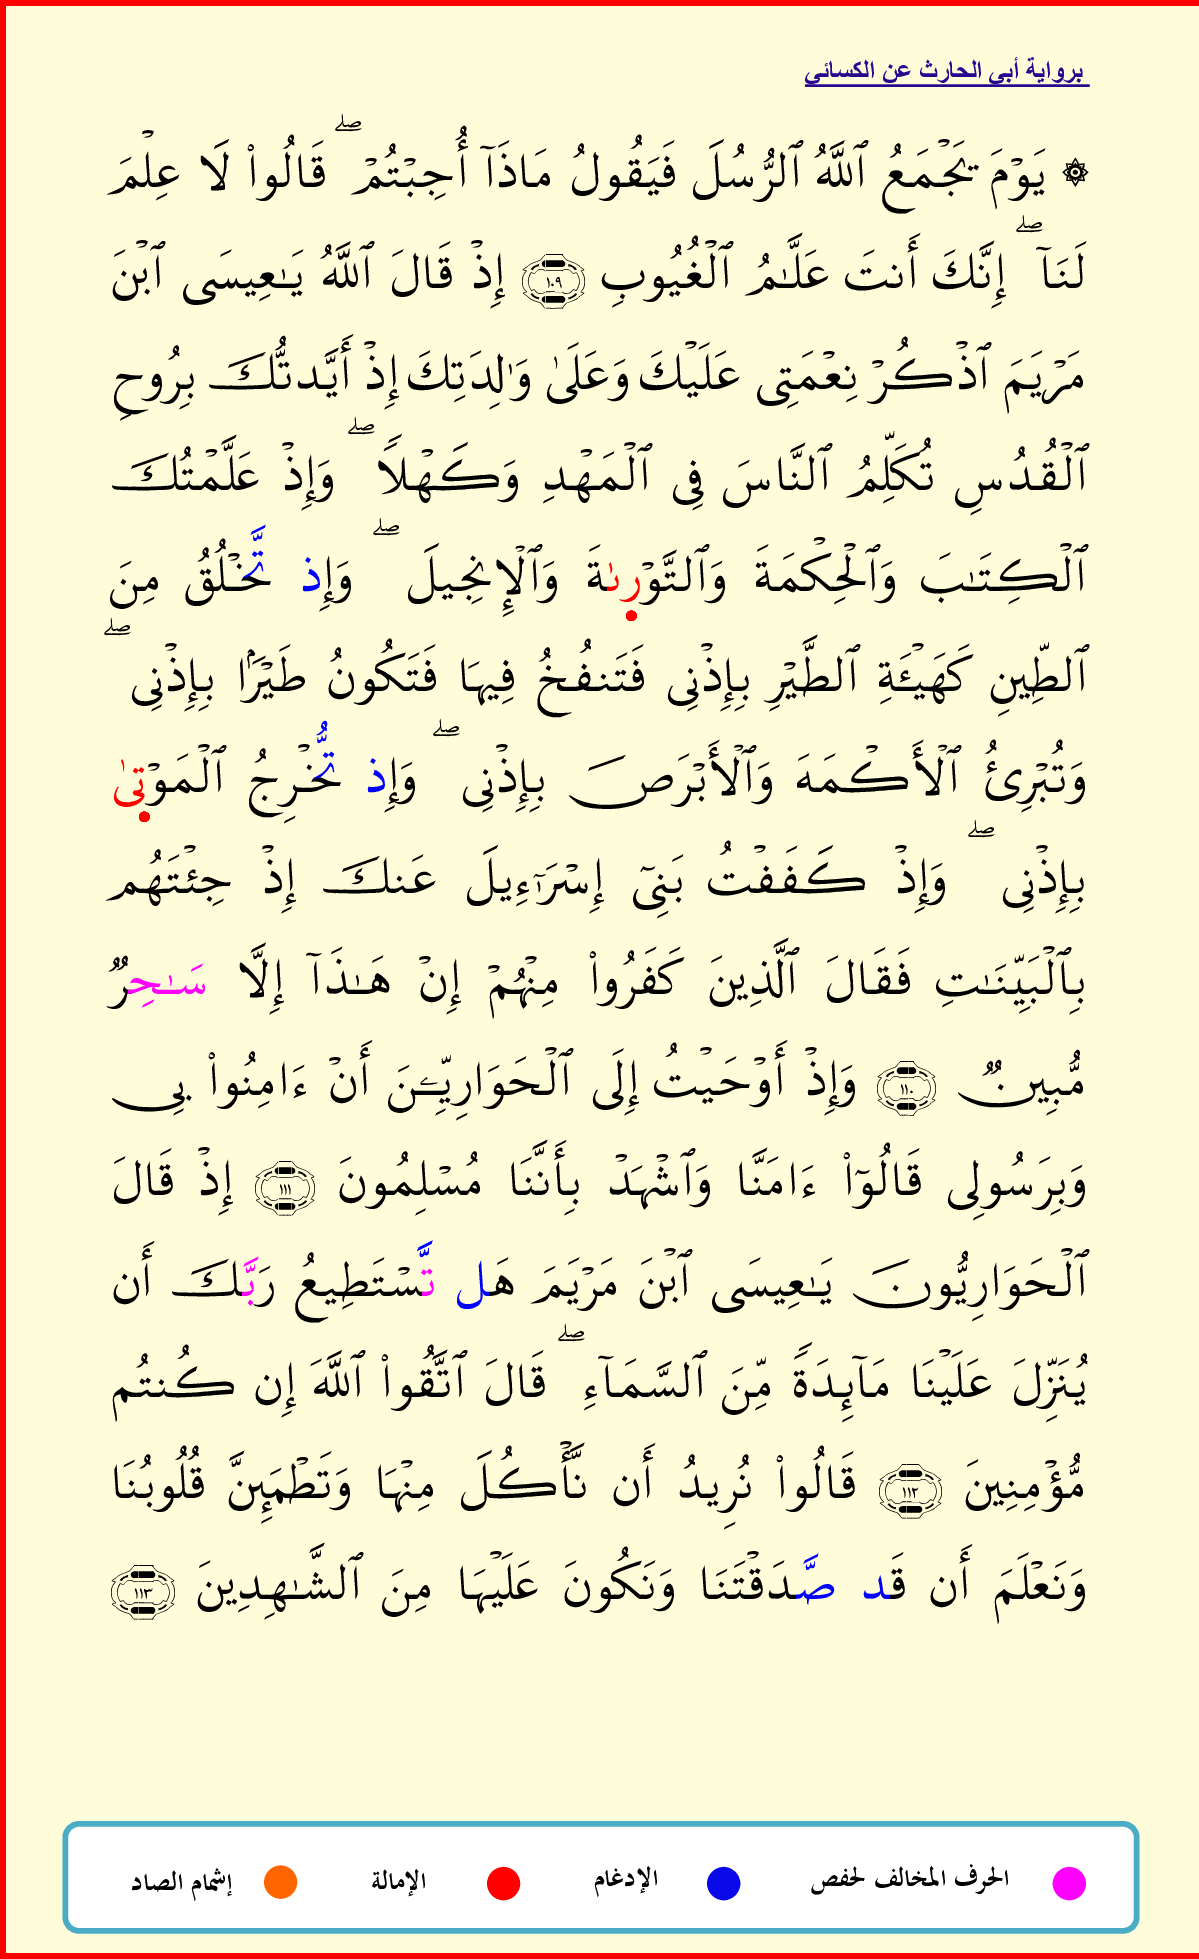 برواية أبي الحارث عن الكسائي
۞ يَوْمَ يَجْمَعُ ٱللَّهُ ٱلرُّسُلَ فَيَقُولُ مَاذَآ أُجِبْتُمْ ۖ قَالُوا۟ لَا عِلْمَ
لَنَآ ۖ إِنَّكَ أَنتَ عَلَّـٰمُ ٱلْغُيُوبِ ١٠٩ إِذْ قَالَ ٱللَّهُ يَـٰعِيسَى ٱبْنَ
مَرْيَمَ ٱذْكُرْ نِعْمَتِى عَلَيْكَ وَعَلَىٰ وَٰلِدَتِكَ إِذْ أَيَّدتُّكَ بِرُوحِ
ٱلْقُدُسِ تُكَلِّمُ ٱلنَّاسَ فِى ٱلْمَهْدِ وَكَهْلًا ۖ وَإِذْ عَلَّمْتُكَ
ٱلْكِتَـٰبَ وَٱلْحِكْمَةَ وَٱلتَّوْرىٰةَ وَٱلْإِنجِيلَ ۖ وَإِذ تَّخْلُقُ مِنَ
ٱلطِّينِ كَهَيْـَٔةِ ٱلطَّيْرِ بِإِذْنِى فَتَنفُخُ فِيهَا فَتَكُونُ طَيْرًۢا بِإِذْنِى ۖ
وَتُبْرِئُ ٱلْأَكْمَهَ وَٱلْأَبْرَصَ بِإِذْنِى ۖ وَإِذ تُّخْرِجُ ٱلْمَوْتىٰ
بِإِذْنِى ۖ وَإِذْ كَفَفْتُ بَنِىٓ إِسْرَٰٓءِيلَ عَنكَ إِذْ جِئْتَهُم
بِٱلْبَيِّنَـٰتِ فَقَالَ ٱلَّذِينَ كَفَرُوا۟ مِنْهُمْ إِنْ هَـٰذَآ إِلَّا سَـٰحِرٌ
مُّبِينٌ ١١٠ وَإِذْ أَوْحَيْتُ إِلَى ٱلْحَوَارِيِّـۧنَ أَنْ ءَامِنُوا۟ بِى
وَبِرَسُولِى قَالُوٓا۟ ءَامَنَّا وَٱشْهَدْ بِأَنَّنَا مُسْلِمُونَ ١١١ إِذْ قَالَ
ٱلْحَوَارِيُّونَ يَـٰعِيسَى ٱبْنَ مَرْيَمَ هَل تَّسْتَطِيعُ رَبَّكَ أَن
يُنَزِّلَ عَلَيْنَا مَآئِدَةً مِّنَ ٱلسَّمَآءِ ۖ قَالَ ٱتَّقُوا۟ ٱللَّهَ إِن كُنتُم
مُّؤْمِنِينَ ١١٢ قَالُوا۟ نُرِيدُ أَن نَّأْكُلَ مِنْهَا وَتَطْمَئِنَّ قُلُوبُنَا
وَنَعْلَمَ أَن قَد صَّدَقْتَنَا وَنَكُونَ عَلَيْهَا مِنَ ٱلشَّـٰهِدِينَ ١١٣
الحرف المخالف لحفص الإدغام الإمالة إشمام الصاد